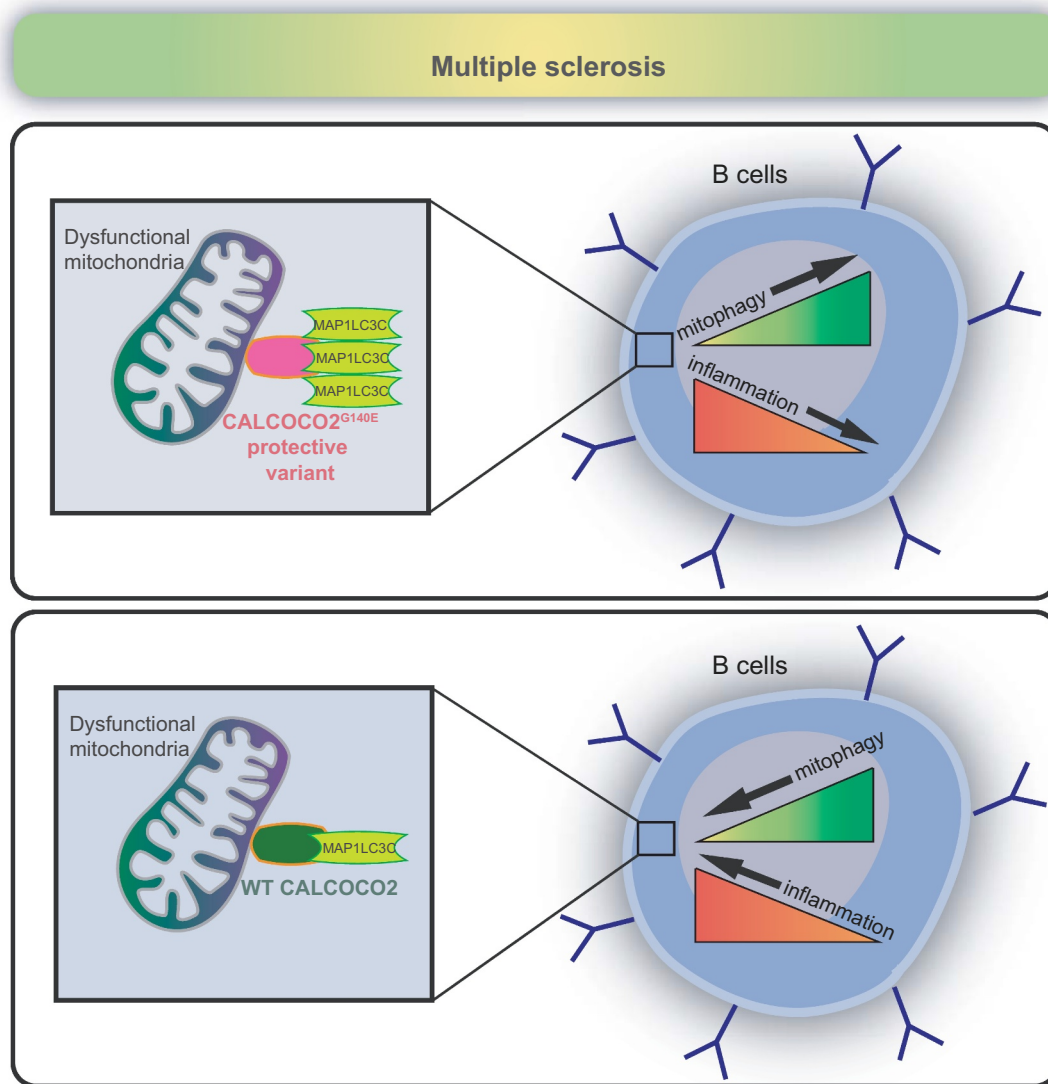 Multiple sclerosis
B cells
Dysfunctional
mitochondria
MAP1LC3C
MAP1LC3C
MAP1LC3C
CALCOCO2ᴳ¹⁴⁰ᴱ
protective
variant
mitophagy
inflammation
B cells
Dysfunctional
mitochondria
MAP1LC3C
WT CALCOCO2
mitophagy
inflammation